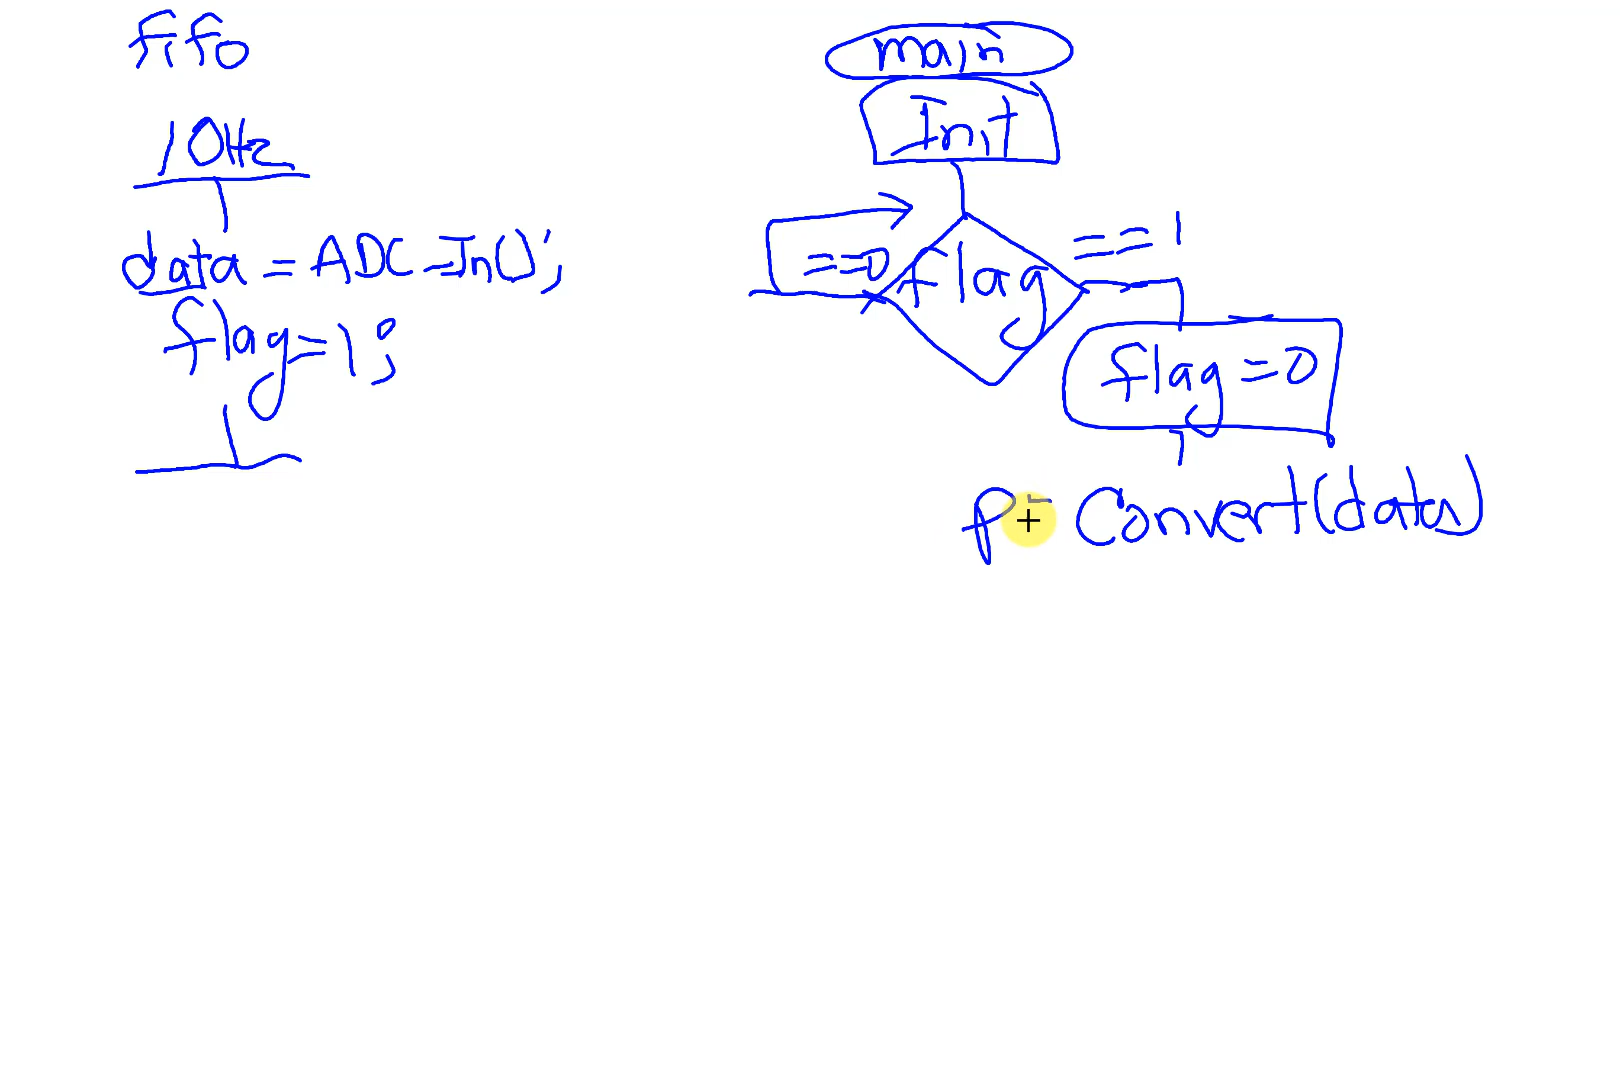 fifo
10Hz
data = ADC_In();
flag=1;
main
Init
flag
==0
==1
flag=0
P= Convert(data)